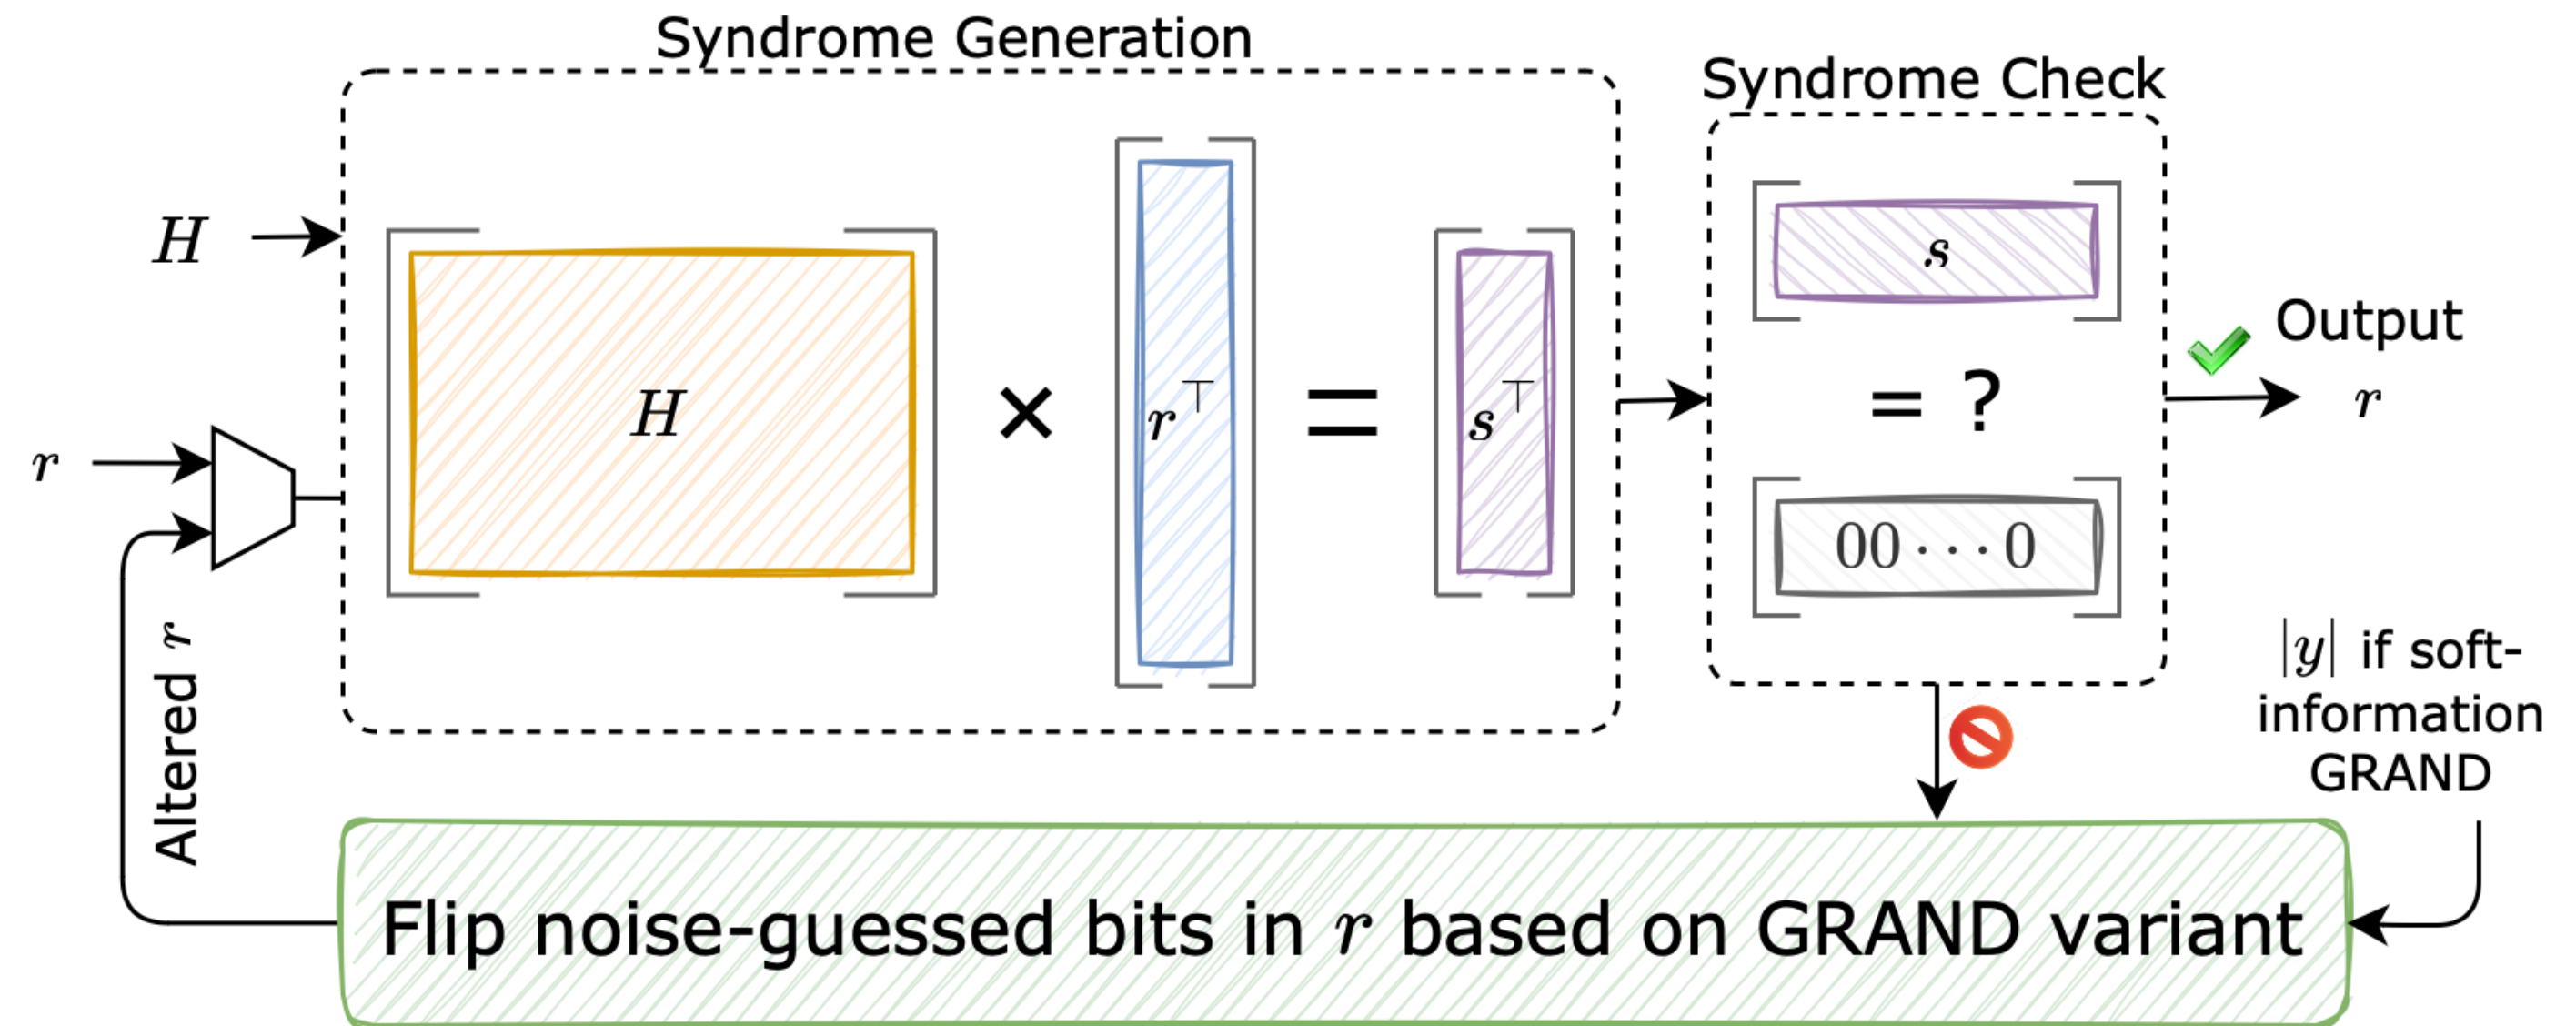 Syndrome Generation
Syndrome Check
H
H
×
r⊤
=
s⊤
s
= ?
00···0
Output
r
r
Altered r
|y| if soft-
information
GRAND
Flip noise-guessed bits in r based on GRAND variant